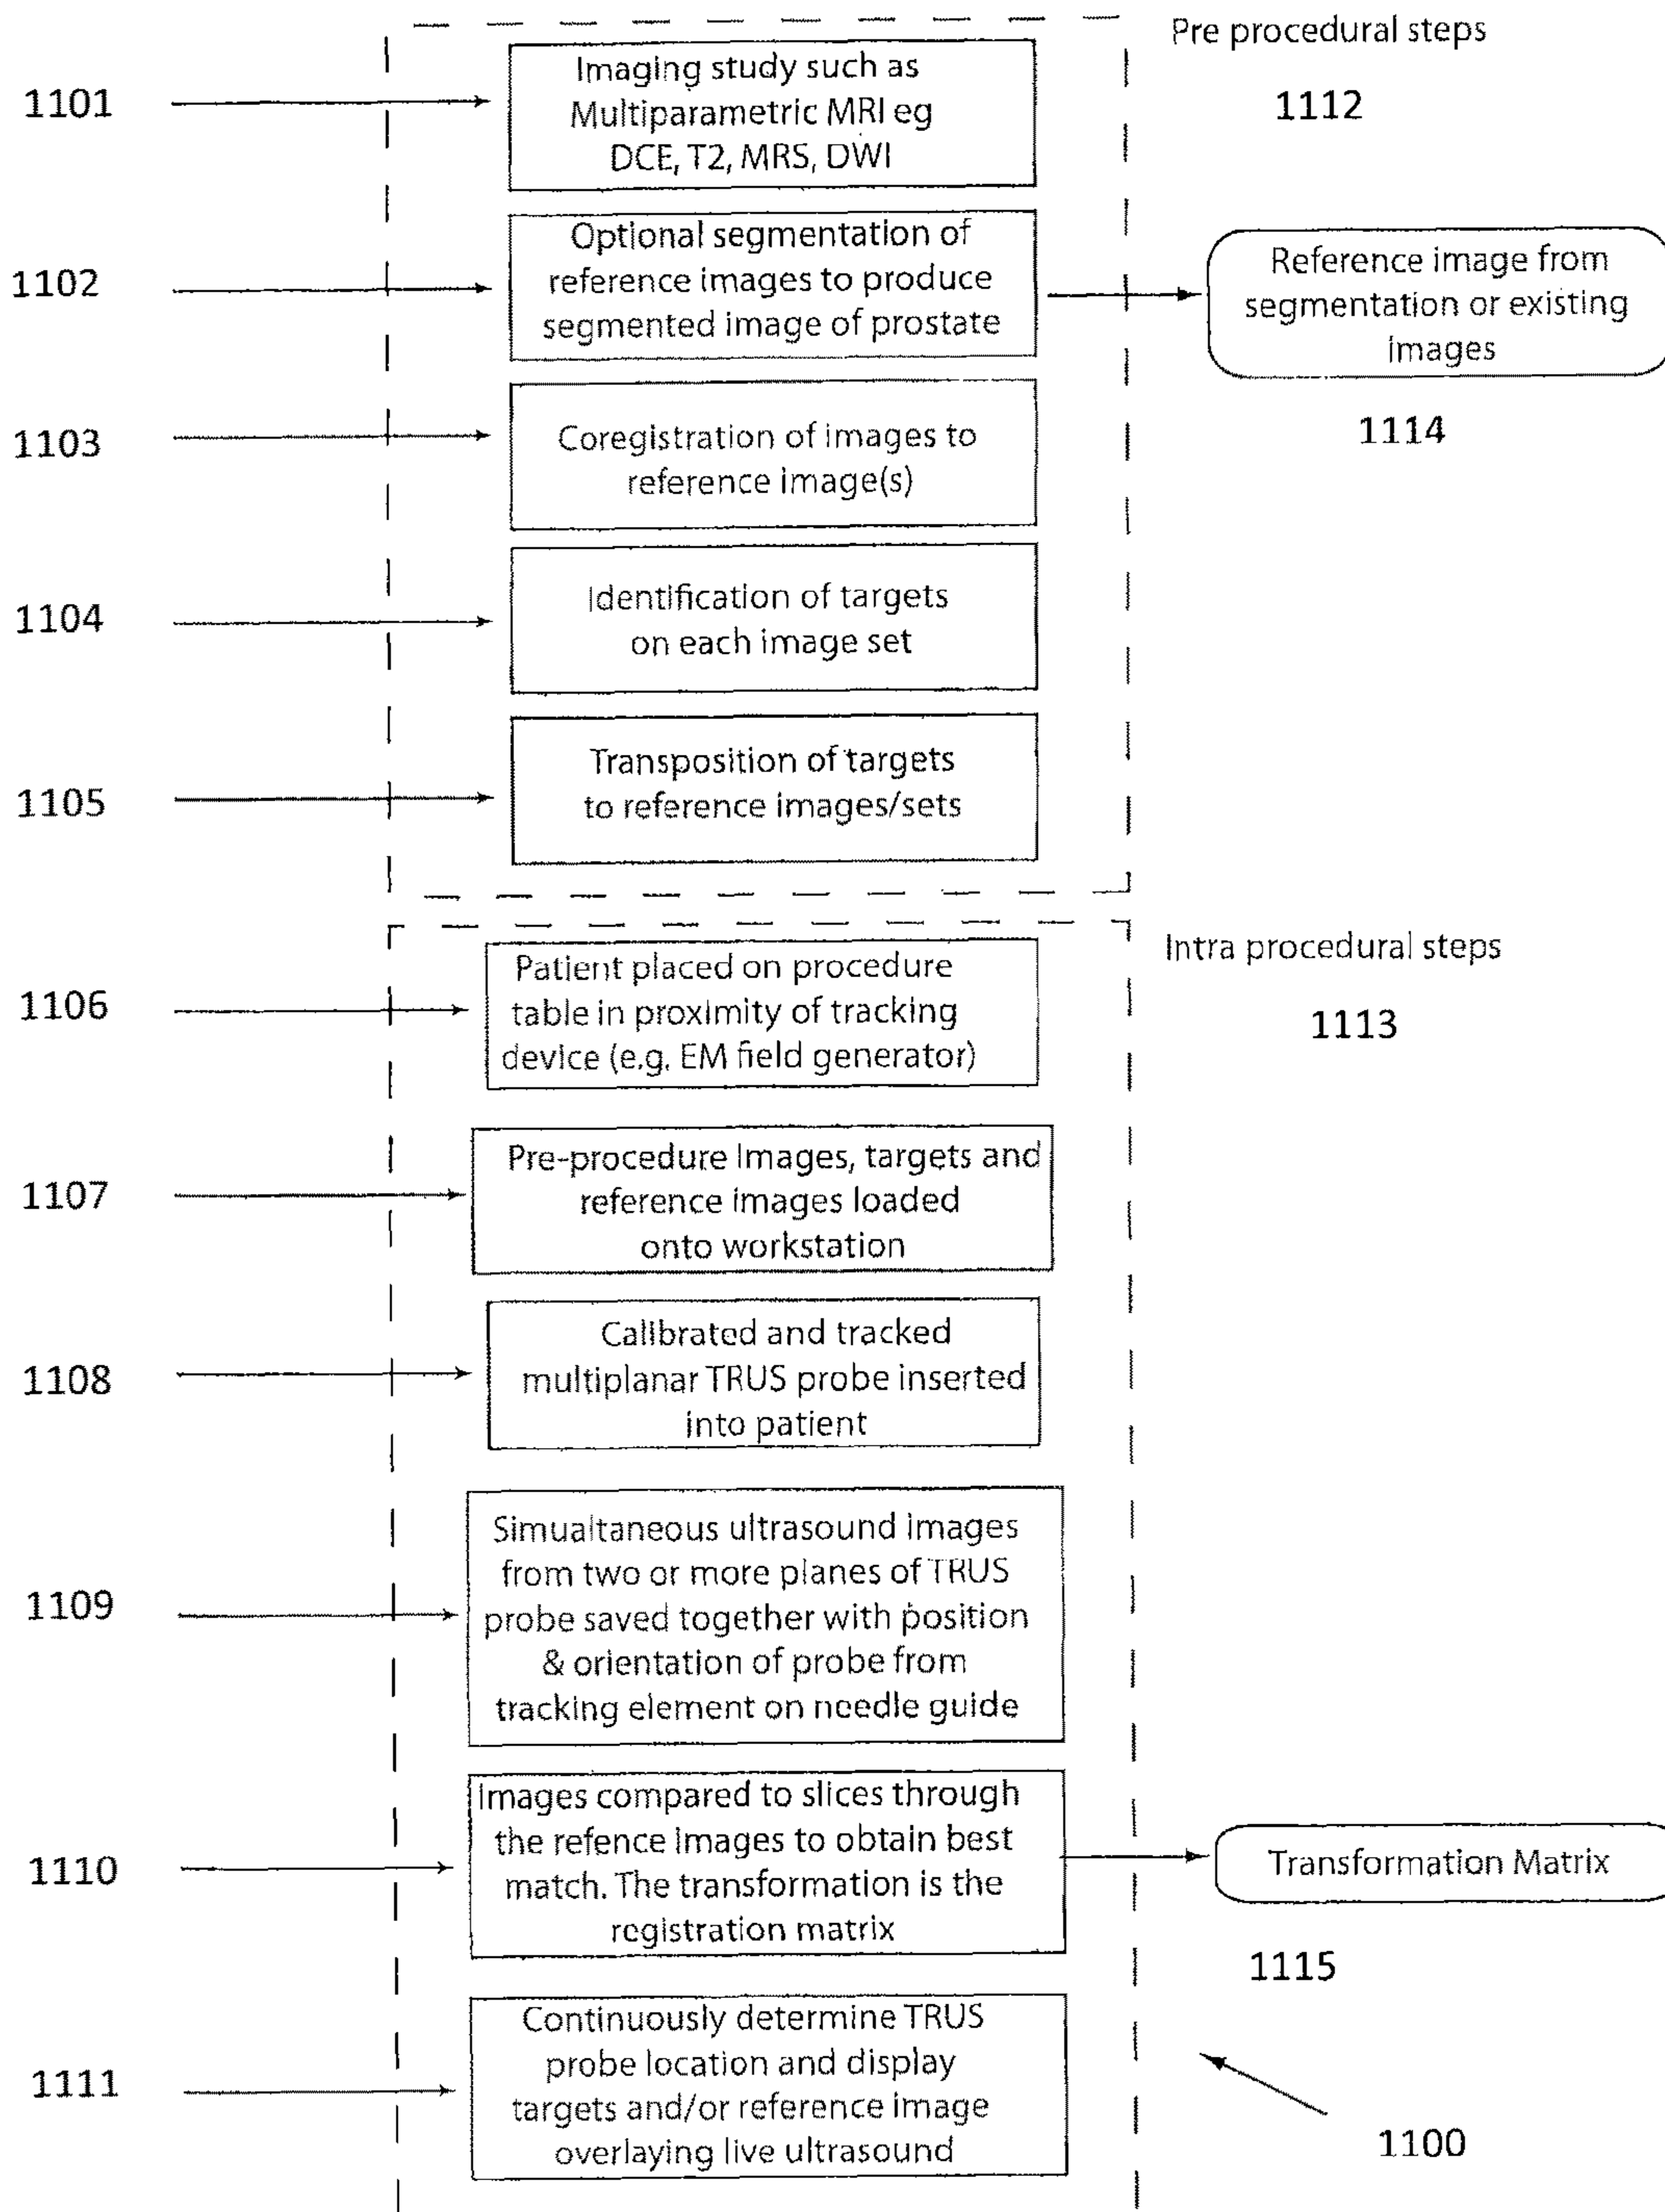 Pre procedural steps
1112
1101
Imaging study such as
Multiparametric MRI eg
DCE, T2, MRS, DWI
1102
Optional segmentation of
reference images to produce
segmented image of prostate
Reference image from
segmentation or existing
images
1114
1103
Coregistration of images to
reference image(s)
1104
Identification of targets
on each image set
1105
Transposition of targets
to reference images/sets
Intra procedural steps
1113
1106
Patient placed on procedure
table in proximity of tracking
device (e.g. EM field generator)
1107
Pre-procedure images, targets and
reference images loaded
onto workstation
1108
Calibrated and tracked
multiplanar TRUS probe inserted
into patient
1109
Simualtaneous ultrasound images
from two or more planes of TRUS
probe saved together with position
& orientation of probe from
tracking element on needle guide
1110
Images compared to slices through
the refence images to obtain best
match. The transformation is the
registration matrix
Transformation Matrix
1115
1111
Continuously determine TRUS
probe location and display
targets and/or reference image
overlaying live ultrasound
1100